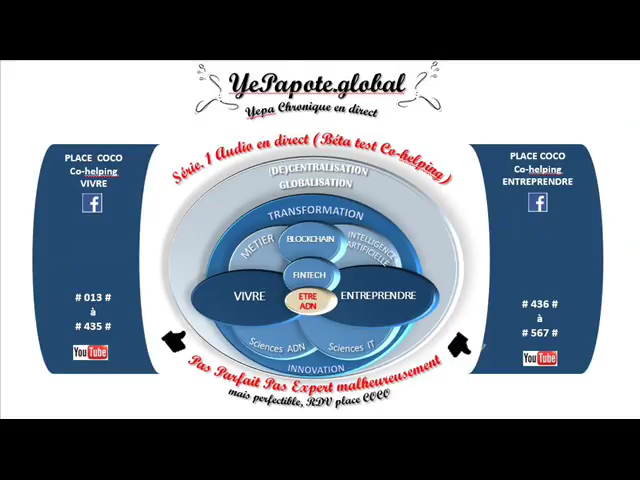 YePapote.global
Yepa Chronique en direct
Série. 1 Audio en direct ( Béta test Co-helping)
PLACE COCO
Co-helping
VIVRE
# 013 #
à
# 435 #
YouTube
(DE)CENTRALISATION
GLOBALISATION
TRANSFORMATION
METIER
BLOCKCHAIN
INTELLIGENCE
ARTIFICIELLE
FINTECH
VIVRE
ETRE
ADN
ENTREPRENDRE
Sciences ADN
Sciences IT
INNOVATION
PLACE COCO
Co-helping
ENTREPRENDRE
# 436 #
à
# 567 #
YouTube
Pas Parfait Pas Expert malheureusement
mais perfectible, RDV place COCO